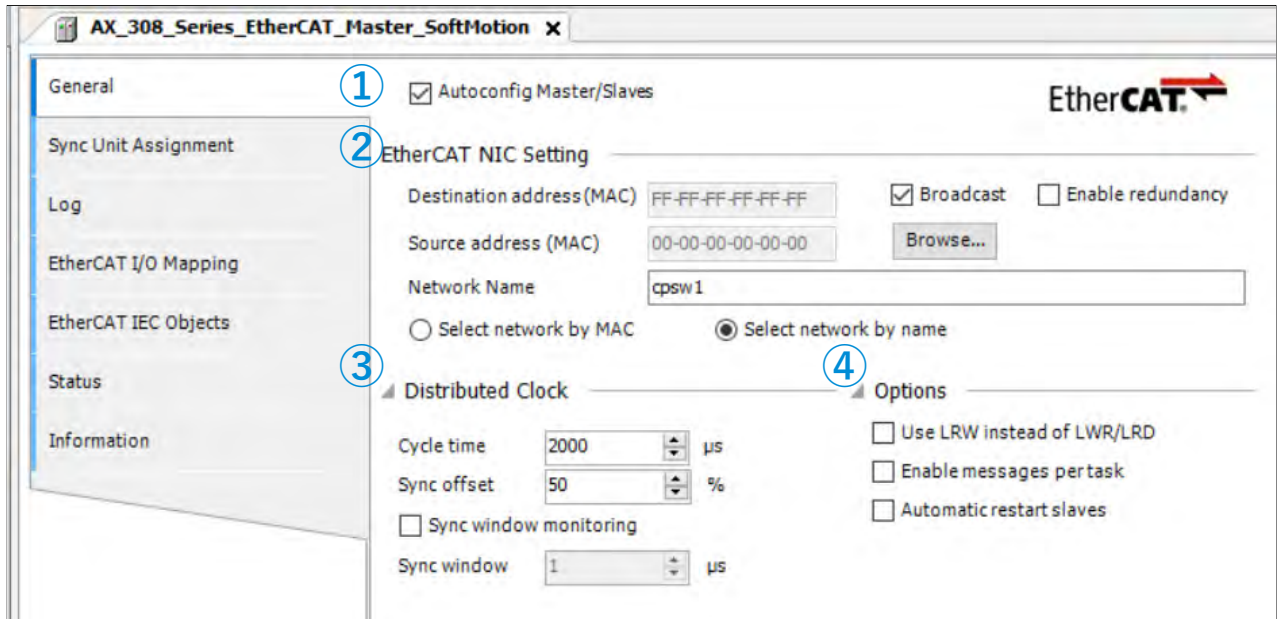 AX_308_Series_EtherCAT_Master_SoftMotion
General
Sync Unit Assignment
Log
EtherCAT I/O Mapping
EtherCAT IEC Objects
Status
Information
① Autoconfig Master/Slaves
EtherCAT.
② EtherCAT NIC Setting
Destination address (MAC) FF-FF-FF-FF-FF-FF Broadcast Enable redundancy
Source address (MAC) 00-00-00-00-00-00 Browse...
Network Name cpsw1
Select network by MAC Select network by name
③ Distributed Clock
Cycle time 2000 µs
Sync offset 50 %
Sync window monitoring
Sync window 1 µs
④ Options
Use LRW instead of LWR/LRD
Enable messages per task
Automatic restart slaves